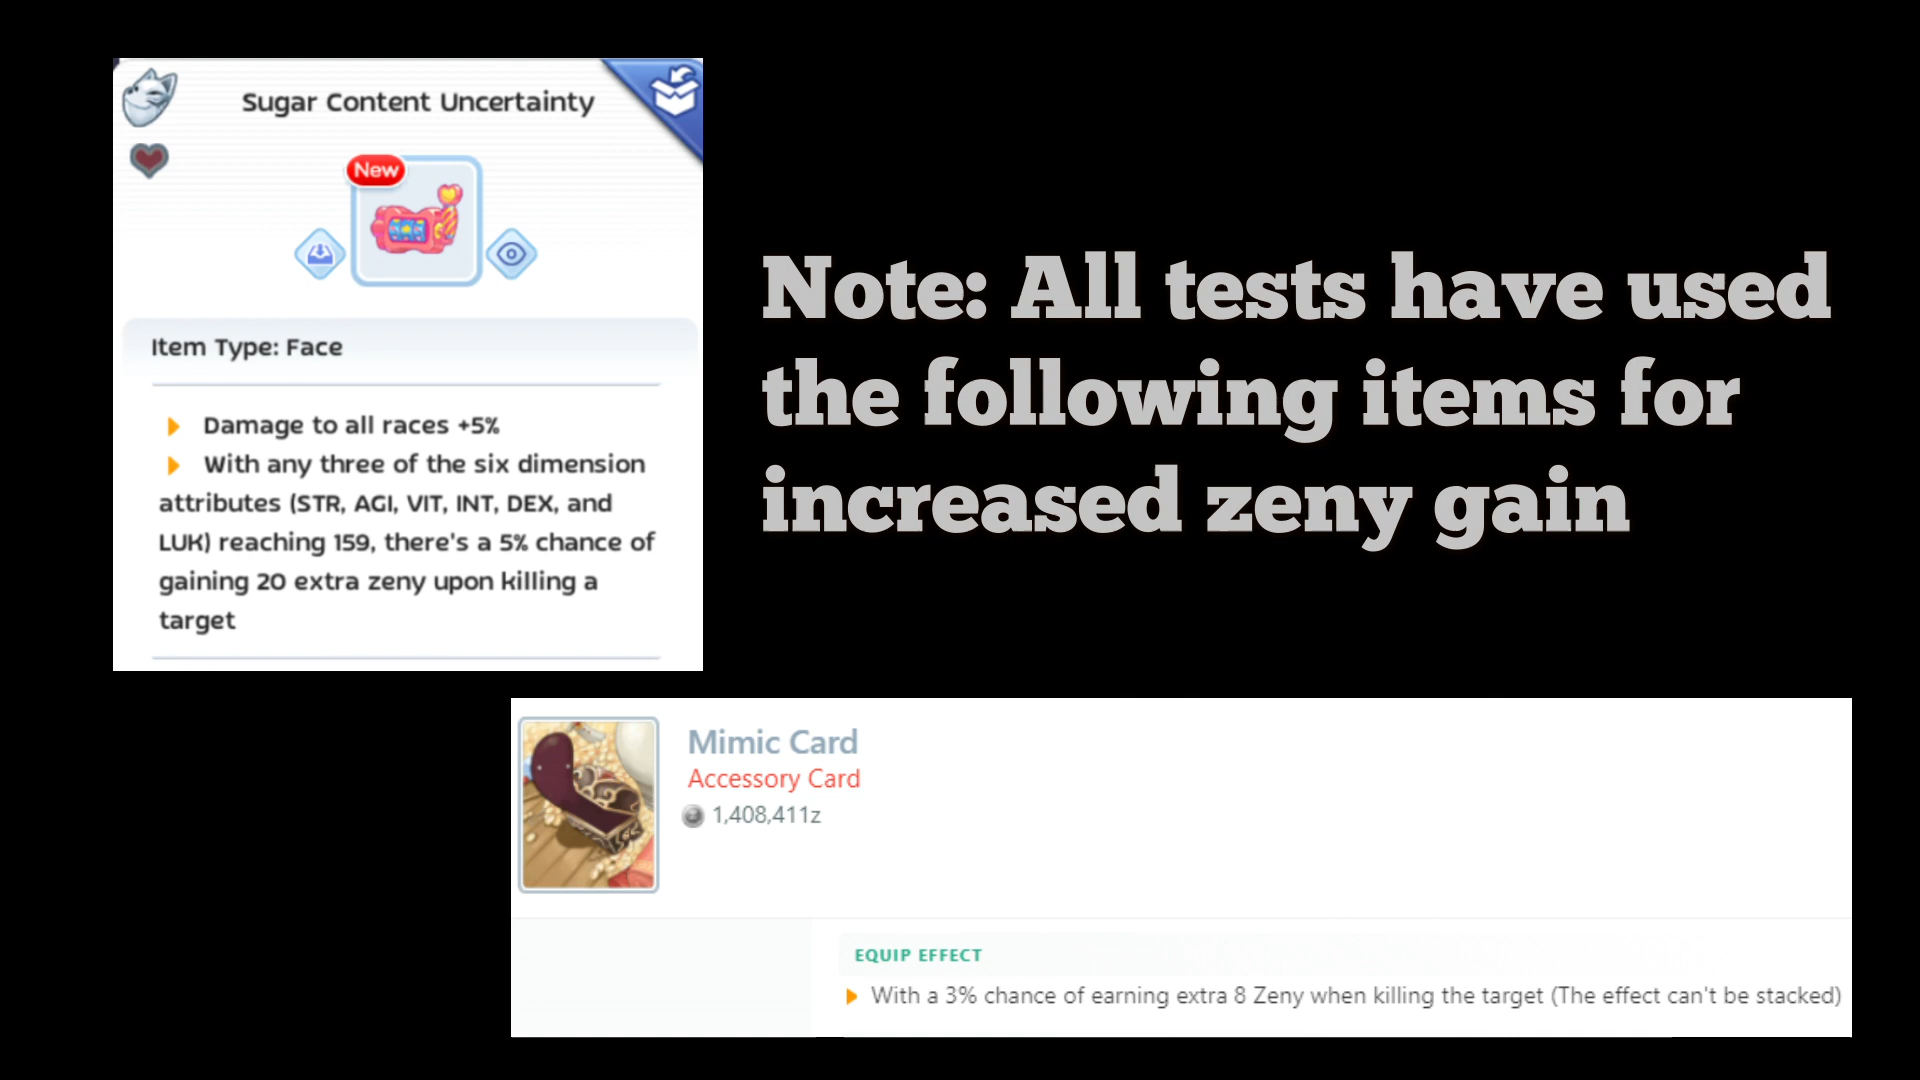 Sugar Content Uncertainty
New
Item Type: Face
Damage to all races +5%
With any three of the six dimension
attributes (STR, AGI, VIT, INT, DEX, and
LUK) reaching 159, there's a 5% chance of
gaining 20 extra zeny upon killing a
target
Note: All tests have used
the following items for
increased zeny gain
Mimic Card
Accessory Card
1,408,411z
EQUIP EFFECT
With a 3% chance of earning extra 8 Zeny when killing the target (The effect can't be stacked)